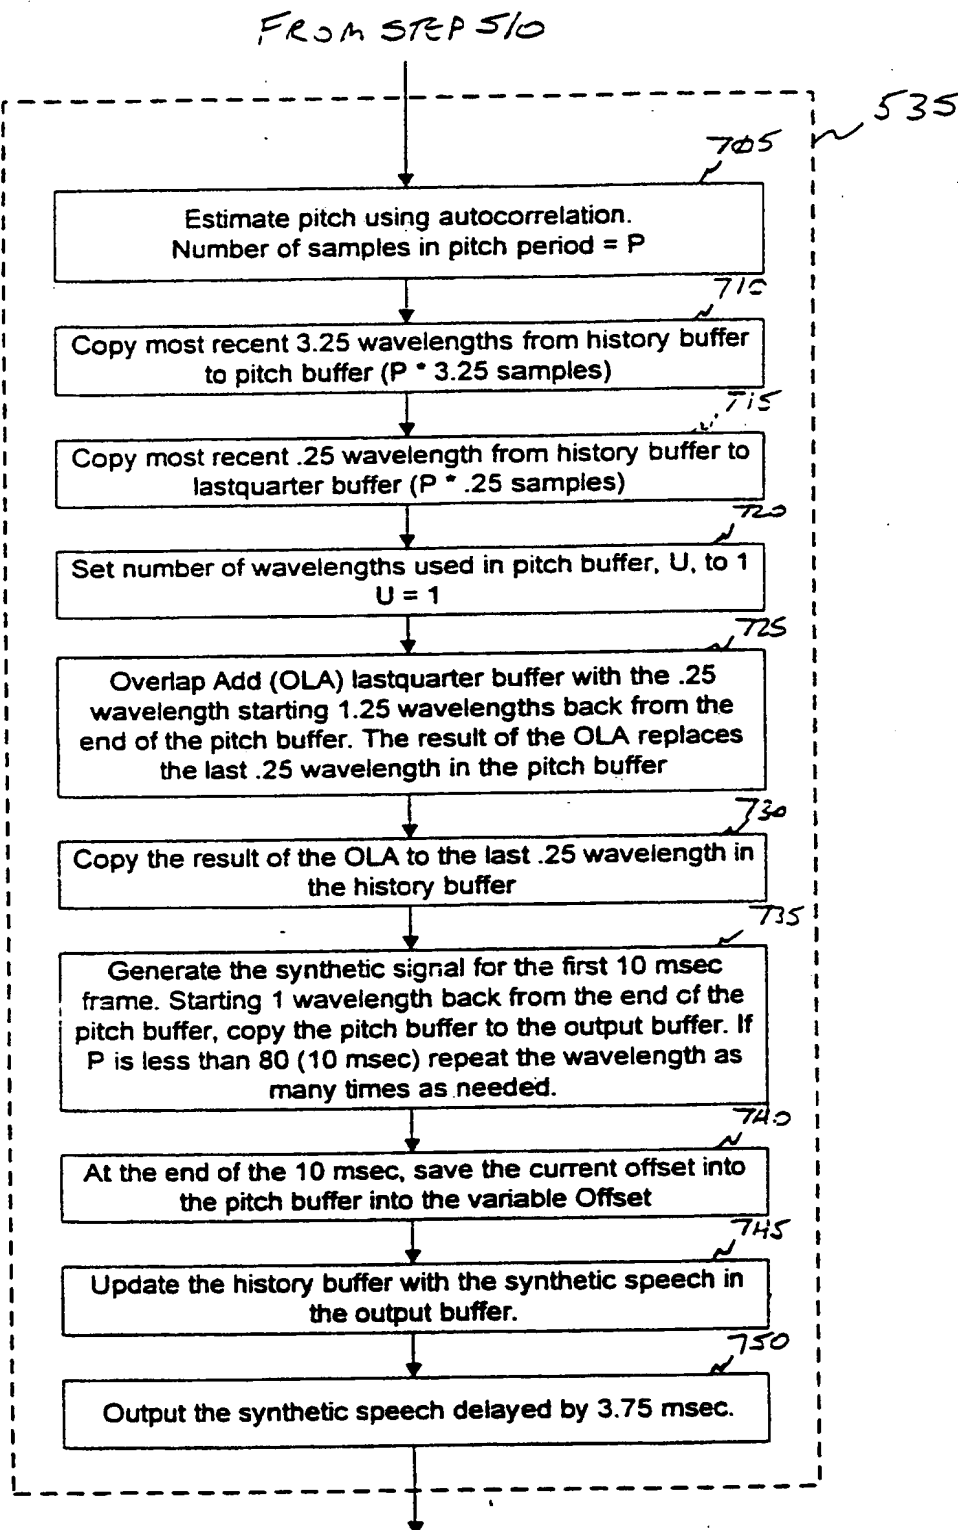 FROM STEP 510
535
705
Estimate pitch using autocorrelation.
Number of samples in pitch period = P
710
Copy most recent 3.25 wavelengths from history buffer
to pitch buffer (P * 3.25 samples)
715
Copy most recent .25 wavelength from history buffer to
lastquarter buffer (P * .25 samples)
720
Set number of wavelengths used in pitch buffer, U, to 1
U = 1
725
Overlap Add (OLA) lastquarter buffer with the .25
wavelength starting 1.25 wavelengths back from the
end of the pitch buffer. The result of the OLA replaces
the last .25 wavelength in the pitch buffer
730
Copy the result of the OLA to the last .25 wavelength in
the history buffer
735
Generate the synthetic signal for the first 10 msec
frame. Starting 1 wavelength back from the end of the
pitch buffer, copy the pitch buffer to the output buffer. If
P is less than 80 (10 msec) repeat the wavelength as
many times as needed.
740
At the end of the 10 msec, save the current offset into
the pitch buffer into the variable Offset
745
Update the history buffer with the synthetic speech in
the output buffer.
750
Output the synthetic speech delayed by 3.75 msec.